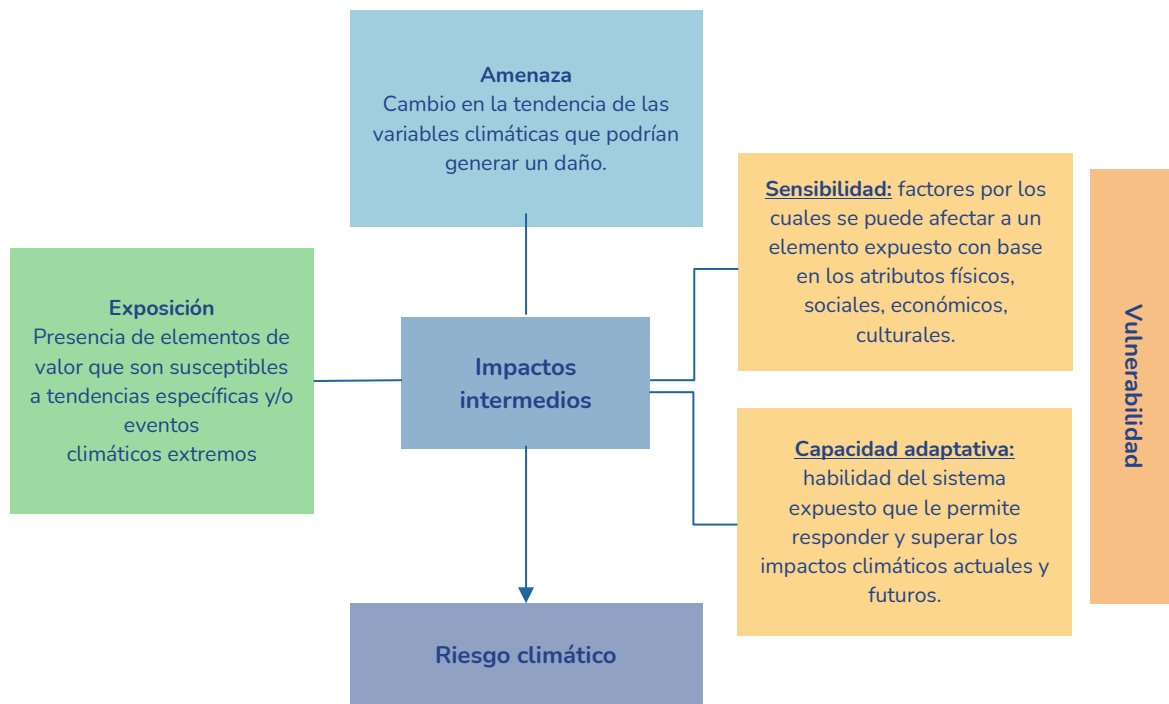 Amenaza
Cambio en la tendencia de las
variables climáticas que podrían
generar un daño.
Exposición
Presencia de elementos de
valor que son susceptibles
a tendencias específicas y/o
eventos
climáticos extremos
Impactos
intermedios
Sensibilidad: factores por los
cuales se puede afectar a un
elemento expuesto con base
en los atributos físicos,
sociales, económicos,
culturales.
Capacidad adaptativa:
habilidad del sistema
expuesto que le permite
responder y superar los
impactos climáticos actuales y
futuros.
Vulnerabilidad
Riesgo climático